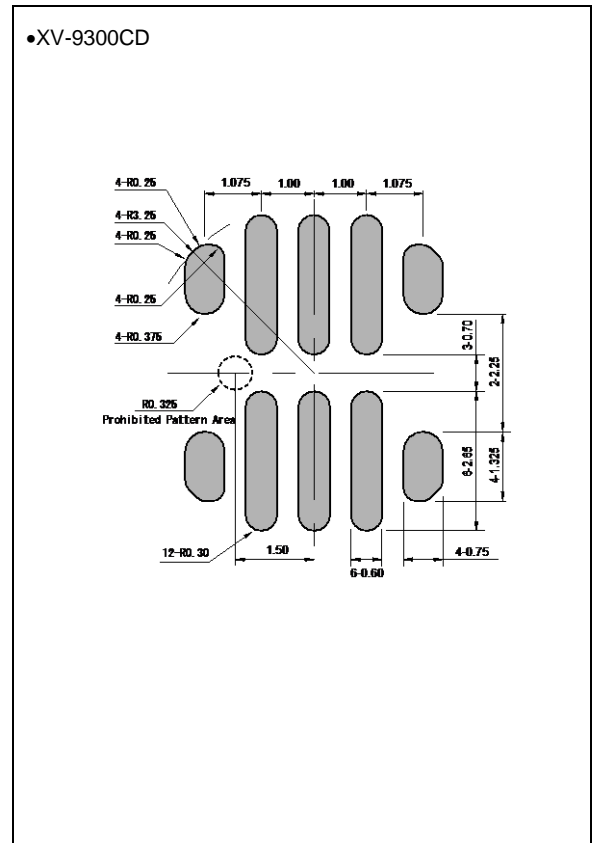 •XV-9300CD
4-R0.25
1.075
1.00
1.00
1.075
4-R3.25
4-R0.25
4-R0.25
4-R0.375
3-0.70
2-2.25
R0.325
Prohibited Pattern Area
6-2.65
4-1.325
12-R0.30
1.50
6-0.60
4-0.75